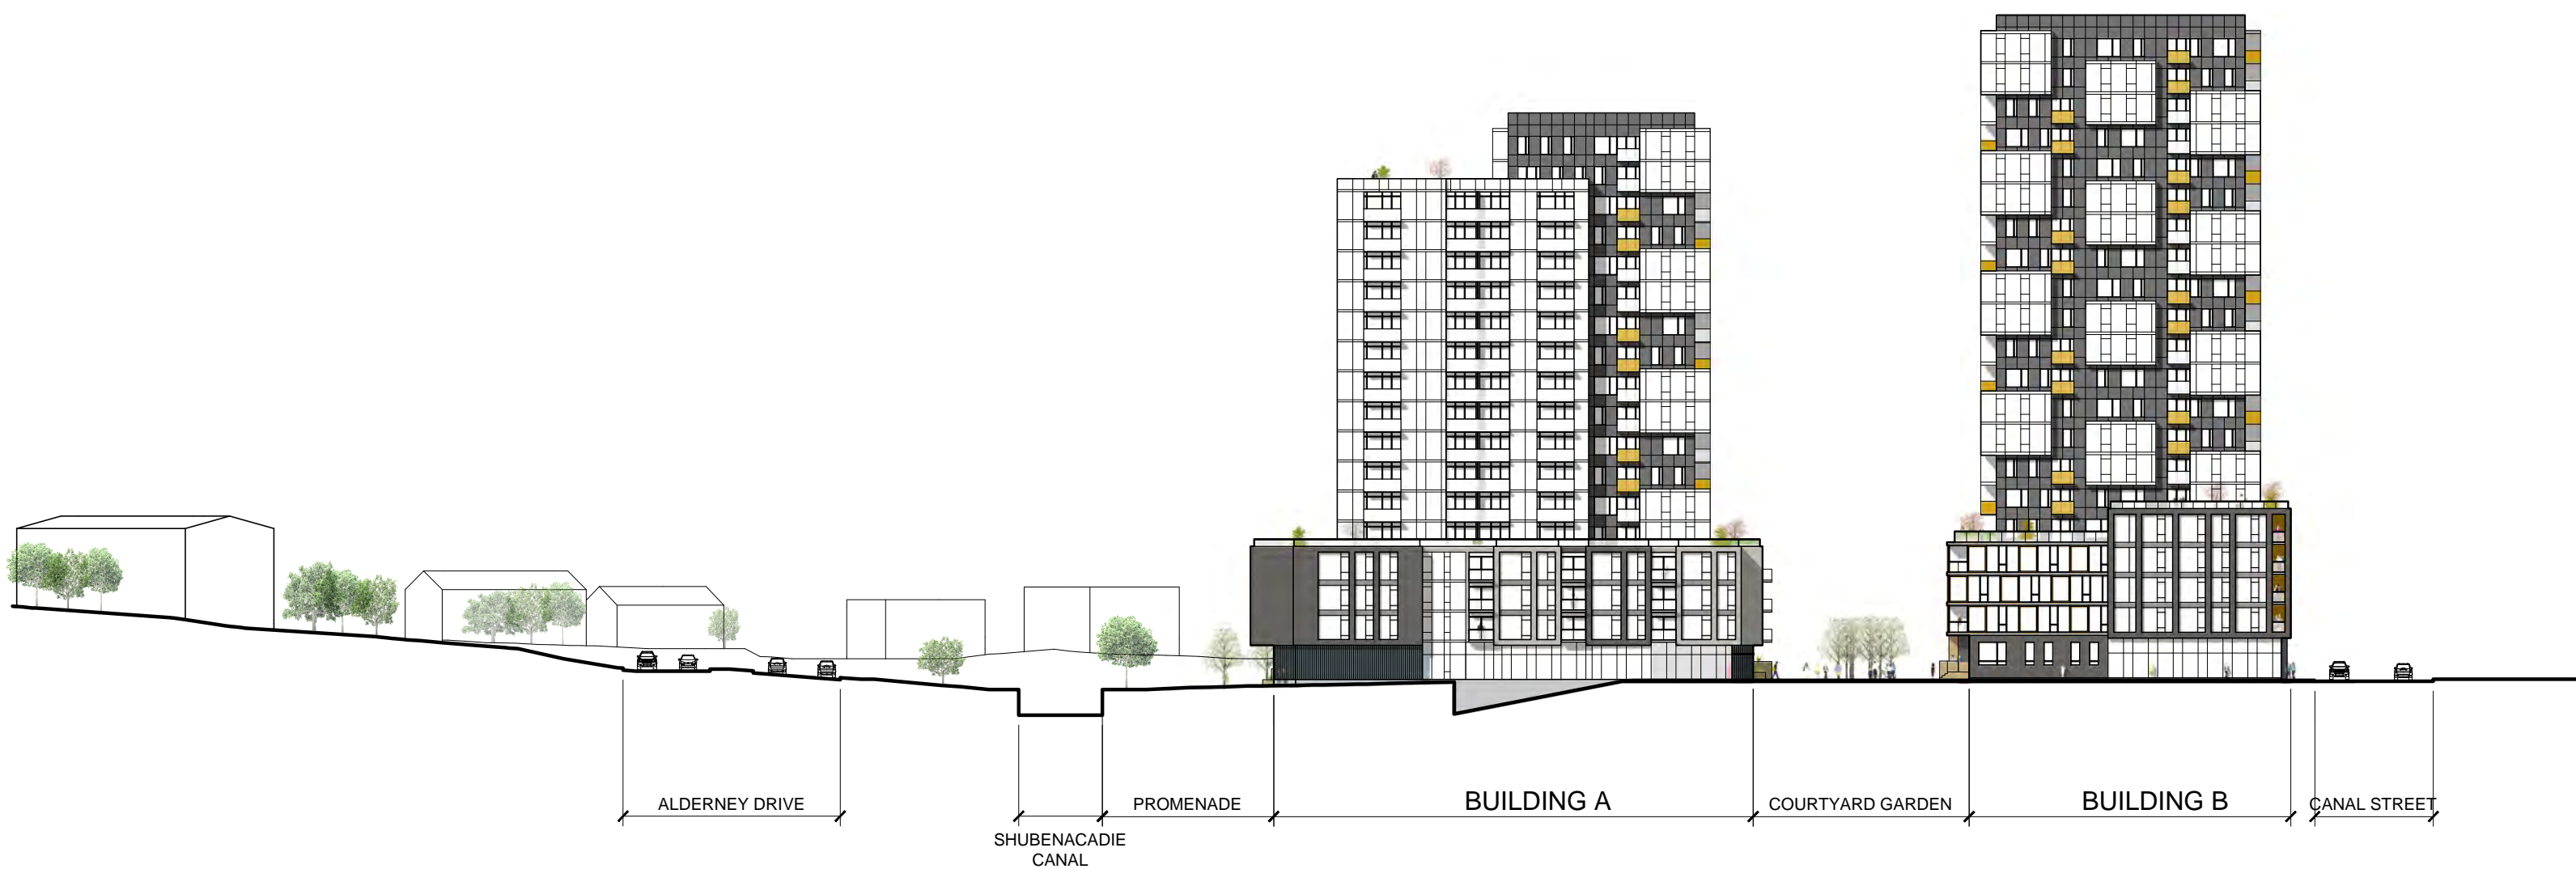 ALDERNEY DRIVE
SHUBENACADIE
CANAL
PROMENADE
BUILDING A
COURTYARD GARDEN
BUILDING B
CANAL STREET